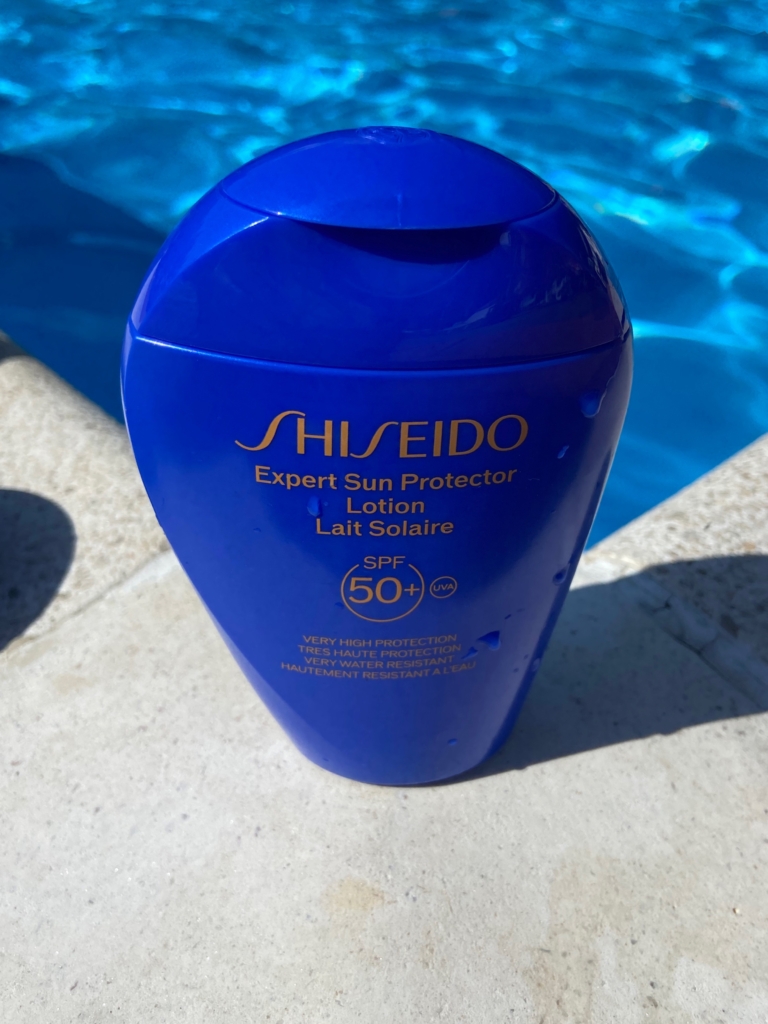 SHISEIDO
Expert Sun Protector
Lotion
Lait Solaire
SPF
50+ UVA
VERY HIGH PROTECTION
TRES HAUTE PROTECTION
VERY WATER RESISTANT
HAUTEMENT RESISTANT A L'EAU